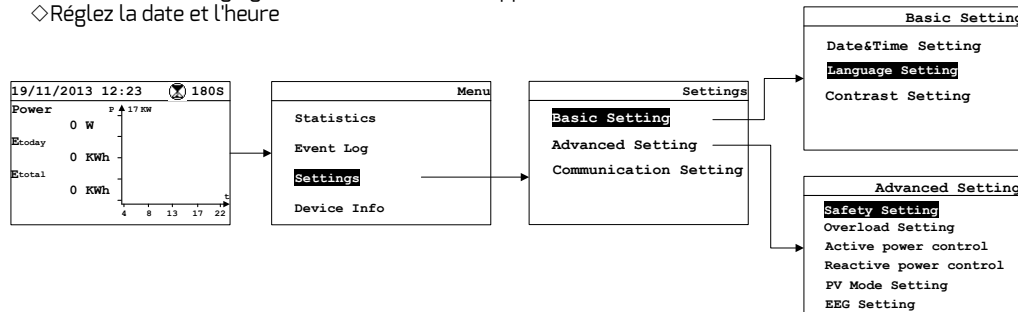 ◇Réglez la date et l'heure
19/11/2013 12:23 180S
Power
0 W
Etoday
0 KWh
Etotal
0 KWh
P 17 KW
t
4 8 13 17 22
Menu
Statistics
Event Log
Settings
Device Info
Settings
Basic Setting
Advanced Setting
Communication Setting
Basic Setting
Date&Time Setting
Language Setting
Contrast Setting
Advanced Setting
Safety Setting
Overload Setting
Active power control
Reactive power control
PV Mode Setting
EEG Setting